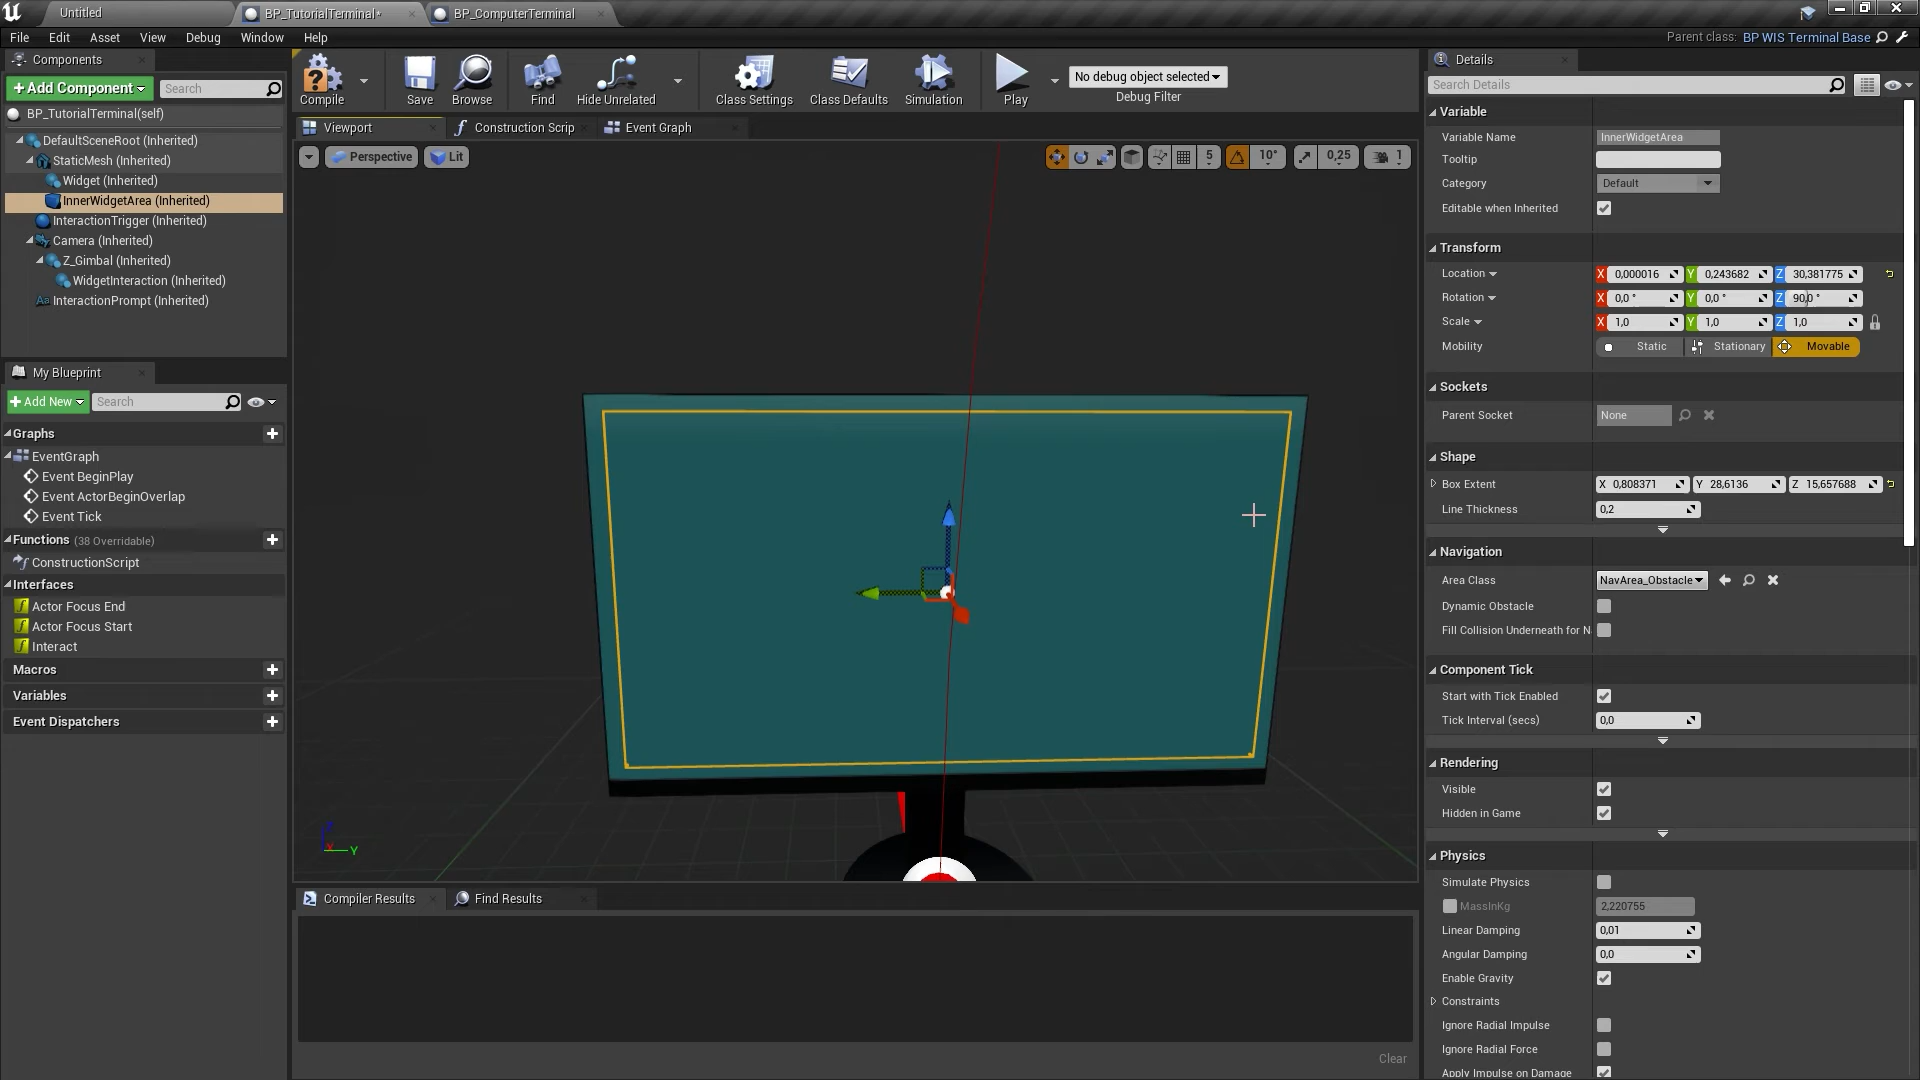 Untitled
BP_TutorialTerminal*
BP_ComputerTerminal
File Edit Asset View Debug Window Help
Parent class: BP WIS Terminal Base
Components
+Add Component
Search
BP_TutorialTerminal(self)
DefaultSceneRoot (Inherited)
StaticMesh (Inherited)
Widget (Inherited)
InnerWidgetArea (Inherited)
InteractionTrigger (Inherited)
Camera (Inherited)
Z_Gimbal (Inherited)
WidgetInteraction (Inherited)
InteractionPrompt (Inherited)
My Blueprint
+Add New
Search
Graphs
EventGraph
Event BeginPlay
Event ActorBeginOverlap
Event Tick
Functions (38 Overridable)
ConstructionScript
Interfaces
Actor Focus End
Actor Focus Start
Interact
Macros
Variables
Event Dispatchers
Compile
Save
Browse
Find
Hide Unrelated
Class Settings
Class Defaults
Simulation
Play
No debug object selected
Debug Filter
Viewport
Construction Scrip
Event Graph
Perspective
Lit
5
10°
0,25
1
X
Y
Compiler Results
Find Results
Clear
Details
Search Details
Variable
Variable Name InnerWidgetArea
Tooltip
Category Default
Editable when Inherited
Transform
Location X 0,000016 Y 0,243682 Z 30,381775
Rotation X 0,0 ° Y 0,0 ° Z 90,0 °
Scale X 1,0 Y 1,0 Z 1,0
Mobility Static Stationary Movable
Sockets
Parent Socket None
Shape
Box Extent X 0,808371 Y 28,6136 Z 15,657688
Line Thickness 0,2
Navigation
Area Class NavArea_Obstacle
Dynamic Obstacle
Fill Collision Underneath for N
Component Tick
Start with Tick Enabled
Tick Interval (secs) 0,0
Rendering
Visible
Hidden in Game
Physics
Simulate Physics
MassInKg 2,220755
Linear Damping 0,01
Angular Damping 0,0
Enable Gravity
Constraints
Ignore Radial Impulse
Ignore Radial Force
Apply Impulse on Damage